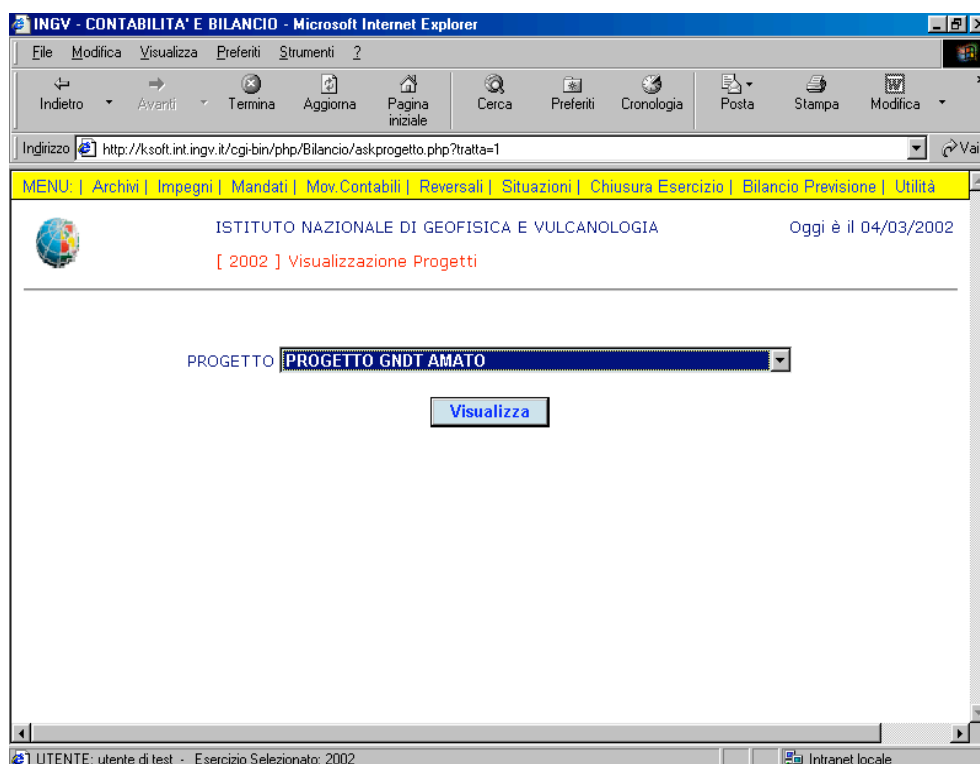 INGV - CONTABILITA' E BILANCIO - Microsoft Internet Explorer
File Modifica Visualizza Preferiti Strumenti ?
Indietro Avanti Termina Aggiorna Pagina iniziale Cerca Preferiti Cronologia Posta Stampa Modifica
Indirizzo http://ksoft.int.ingv.it/cgi-bin/php/Bilancio/askprogetto.php?tratta=1 Vai
MENU: | Archivi | Impegni | Mandati | Mov.Contabili | Reversali | Situazioni | Chiusura Esercizio | Bilancio Previsione | Utilità
ISTITUTO NAZIONALE DI GEOFISICA E VULCANOLOGIA Oggi è il 04/03/2002
[ 2002 ] Visualizzazione Progetti
PROGETTO PROGETTO GNDT AMATO
Visualizza
UTENTE: utente di test - Esercizio Selezionato: 2002 Intranet locale